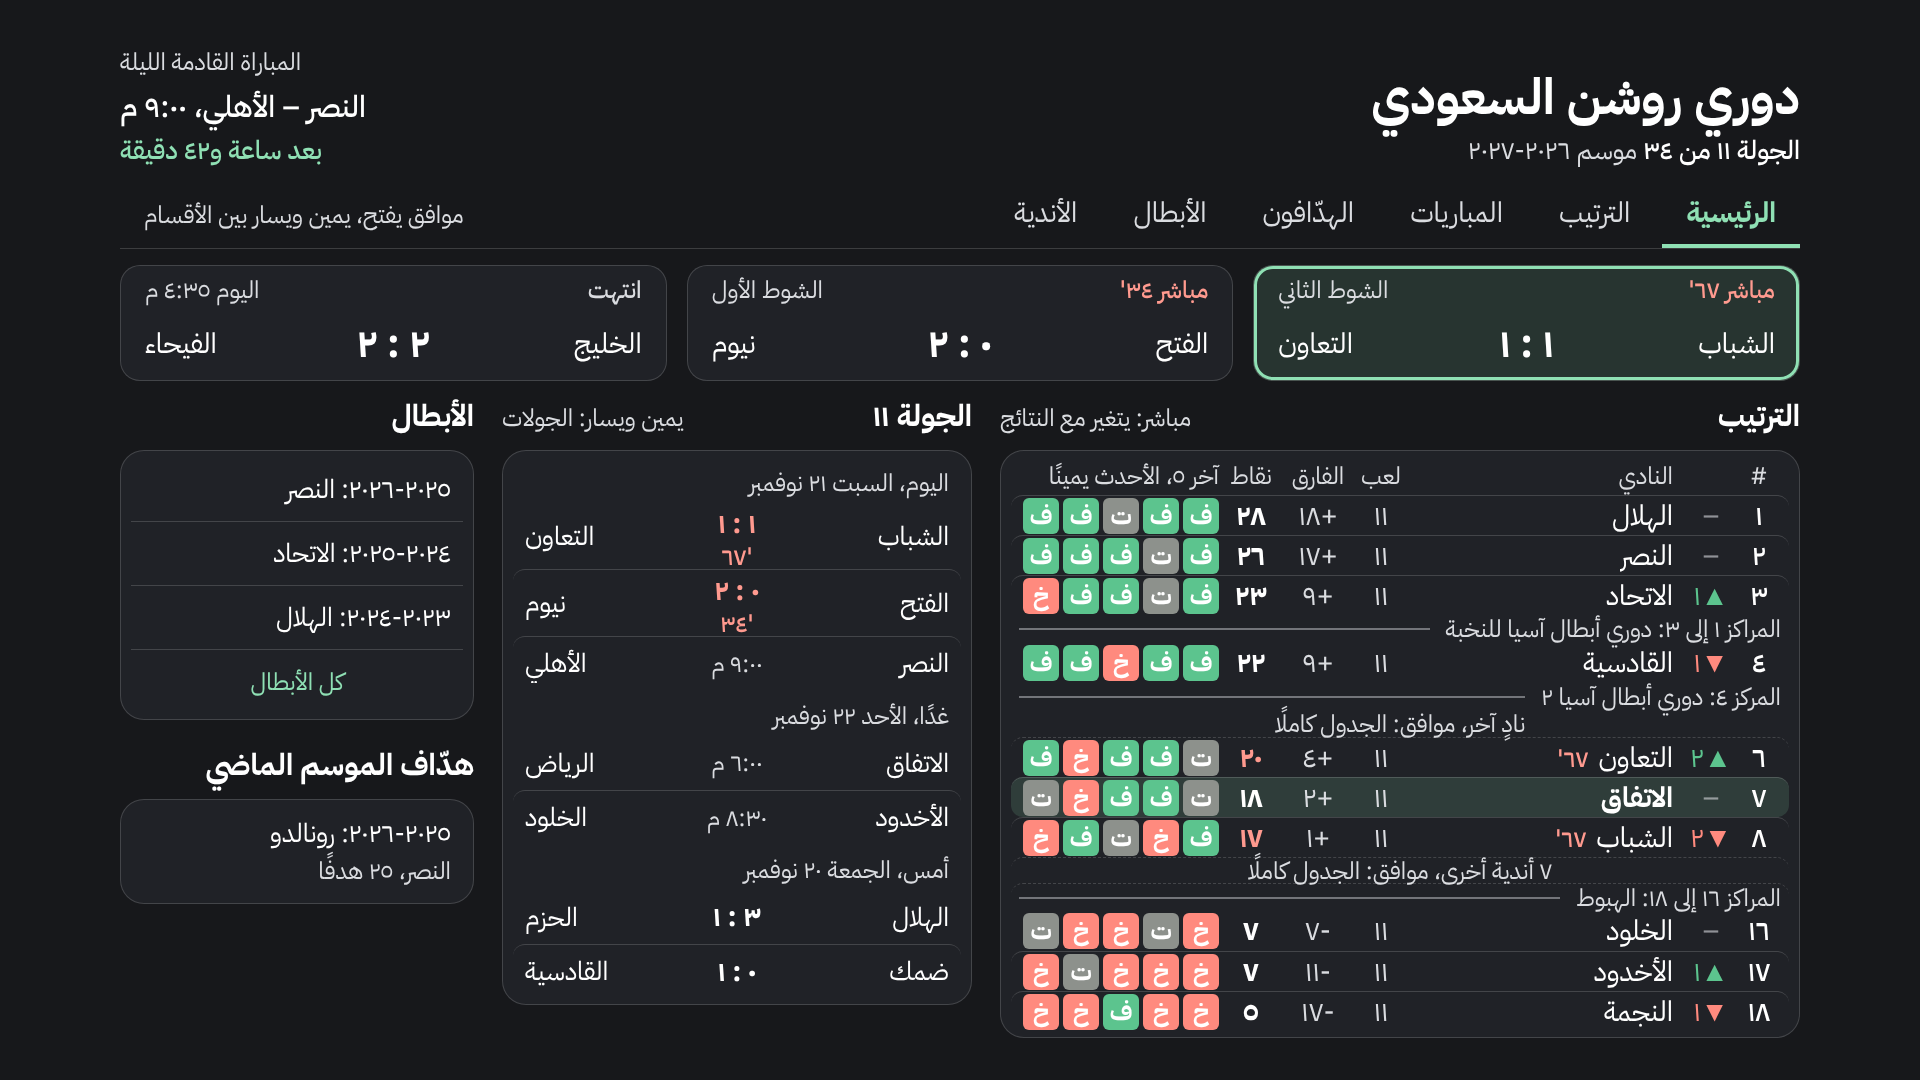 دوري روشن السعودي
الجولة ١١ من ٣٤ موسم ٢٠٢٦-٢٠٢٧
المباراة القادمة الليلة
النصر – الأهلي، ٩:٠٠ م
بعد ساعة و٤٢ دقيقة
الرئيسية الترتيب المباريات الهدّافون الأبطال الأندية
موافق يفتح، يمين ويسار بين الأقسام
مباشر ٦٧' الشوط الثاني
الشباب ١ : ١ التعاون
مباشر ٣٤' الشوط الأول
الفتح ٠ : ٢ نيوم
انتهت اليوم ٤:٣٥ م
الخليج ٢ : ٢ الفيحاء
الترتيب مباشر: يتغير مع النتائج
# النادي لعب الفارق نقاط آخر ٥، الأحدث يمينًا
١ – الهلال ١١ +١٨ ٢٨ ف ف ت ف ف
٢ – النصر ١١ +١٧ ٢٦ ف ت ف ف ف
٣ ▲١ الاتحاد ١١ +٩ ٢٣ ف ت ف ف خ
المراكز ١ إلى ٣: دوري أبطال آسيا للنخبة
٤ ▼١ القادسية ١١ +٩ ٢٢ ف ف خ ف ف
المركز ٤: دوري أبطال آسيا ٢
نادٍ آخر، موافق: الجدول كاملًا
٦ ▲٢ التعاون ٦٧' ١١ +٤ ٢٠ ت ف ف خ ف
٧ – الاتفاق ١١ +٢ ١٨ ت ف ف خ ت
٨ ▼٢ الشباب ٦٧' ١١ +١ ١٧ ف خ ت ف خ
٧ أندية أخرى، موافق: الجدول كاملًا
المراكز ١٦ إلى ١٨: الهبوط
١٦ – الخلود ١١ -٧ ٧ خ ت خ خ ت
١٧ ▲١ الأخدود ١١ -١١ ٧ خ خ خ ت خ
١٨ ▼١ النجمة ١١ -١٧ ٥ خ خ ف خ خ
الجولة ١١ يمين ويسار: الجولات
اليوم، السبت ٢١ نوفمبر
الشباب ١ : ١ التعاون
٦٧'
الفتح ٠ : ٢ نيوم
٣٤'
النصر ٩:٠٠ م الأهلي
غدًا، الأحد ٢٢ نوفمبر
الاتفاق ٦:٠٠ م الرياض
الأخدود ٨:٣٠ م الخلود
أمس، الجمعة ٢٠ نوفمبر
الهلال ٣ : ١ الحزم
ضمك ٠ : ١ القادسية
الأبطال
٢٠٢٥-٢٠٢٦: النصر
٢٠٢٤-٢٠٢٥: الاتحاد
٢٠٢٣-٢٠٢٤: الهلال
كل الأبطال
هدّاف الموسم الماضي
٢٠٢٥-٢٠٢٦: رونالدو
النصر، ٢٥ هدفًا